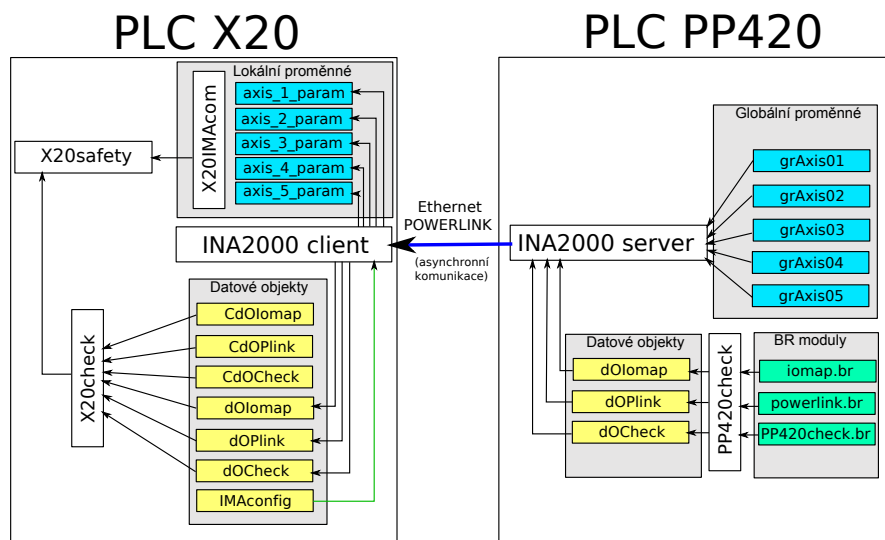 PLC X20
PLC PP420
Lokální proměnné
X20IMAcom
axis_1_param
axis_2_param
axis_3_param
axis_4_param
axis_5_param
X20safety
INA2000 client
Ethernet
POWERLINK
(asynchronní
komunikace)
INA2000 server
Globální proměnné
grAxis01
grAxis02
grAxis03
grAxis04
grAxis05
Datové objekty
CdOIomap
CdOPlink
CdOCheck
dOIomap
dOPlink
dOCheck
IMAconfig
X20check
Datové objekty
dOIomap
dOPlink
dOCheck
PP420check
BR moduly
iomap.br
powerlink.br
PP420check.br